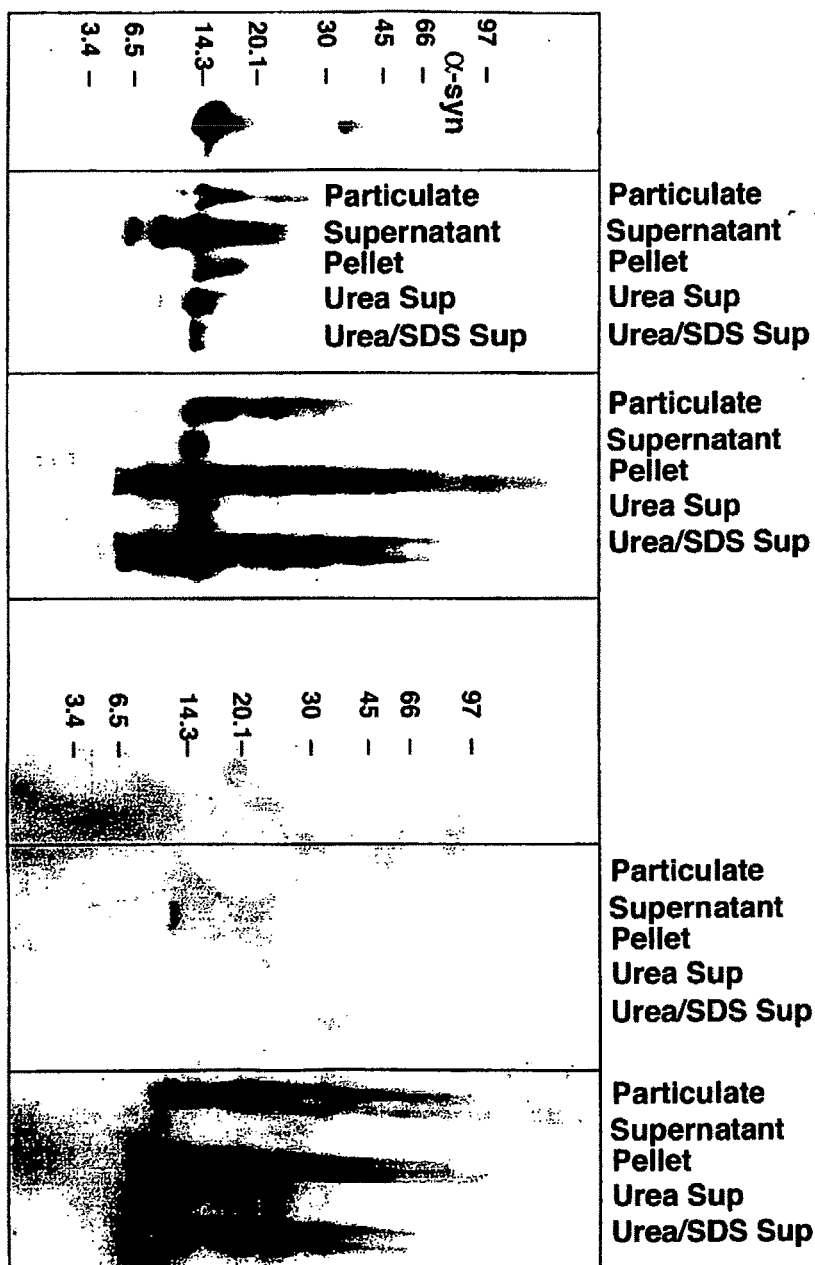 3.4 –
6.5 –
14.3–
20.1–
30 –
45 –
66 –
97 –
α-syn
Particulate Particulate
Supernatant Supernatant
Pellet Pellet
Urea Sup Urea Sup
Urea/SDS Sup Urea/SDS Sup
Particulate
Supernatant
Pellet
Urea Sup
Urea/SDS Sup
3.4 –
6.5 –
14.3–
20.1–
30 –
45 –
66 –
97 –
Particulate
Supernatant
Pellet
Urea Sup
Urea/SDS Sup
Particulate
Supernatant
Pellet
Urea Sup
Urea/SDS Sup